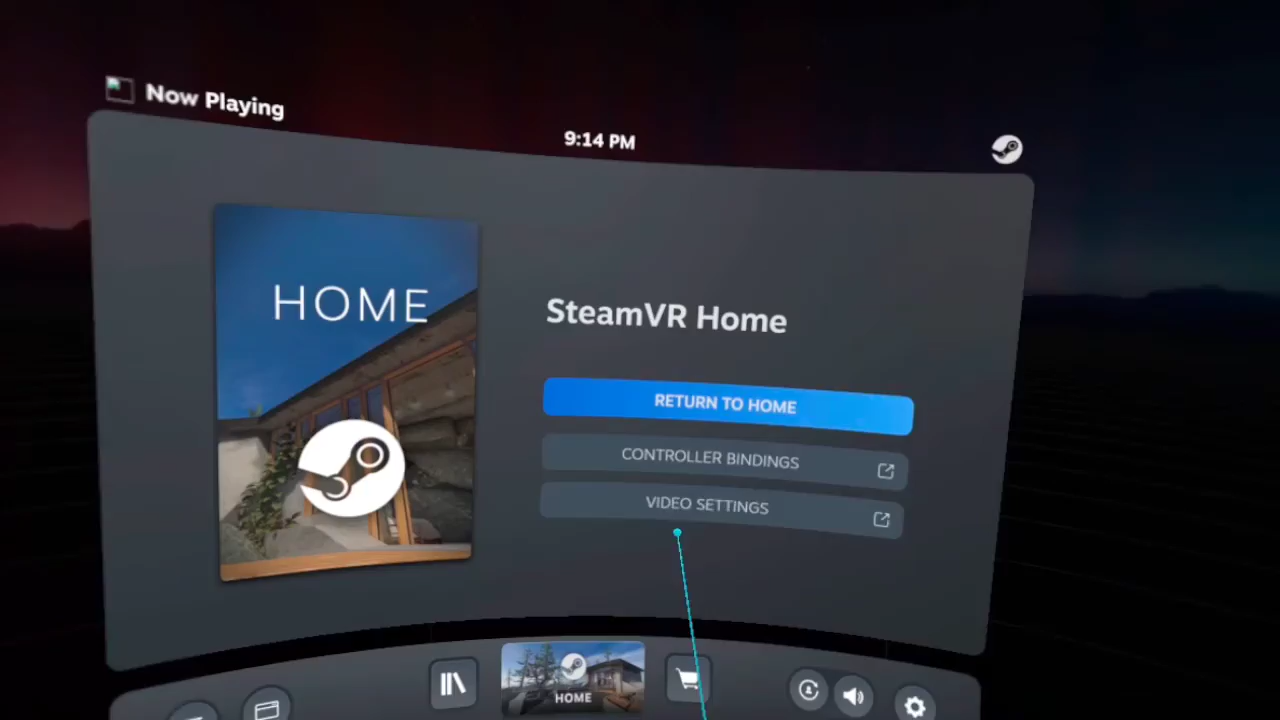 Now Playing
9:14 PM
HOME
SteamVR Home
RETURN TO HOME
CONTROLLER BINDINGS
VIDEO SETTINGS
HOME